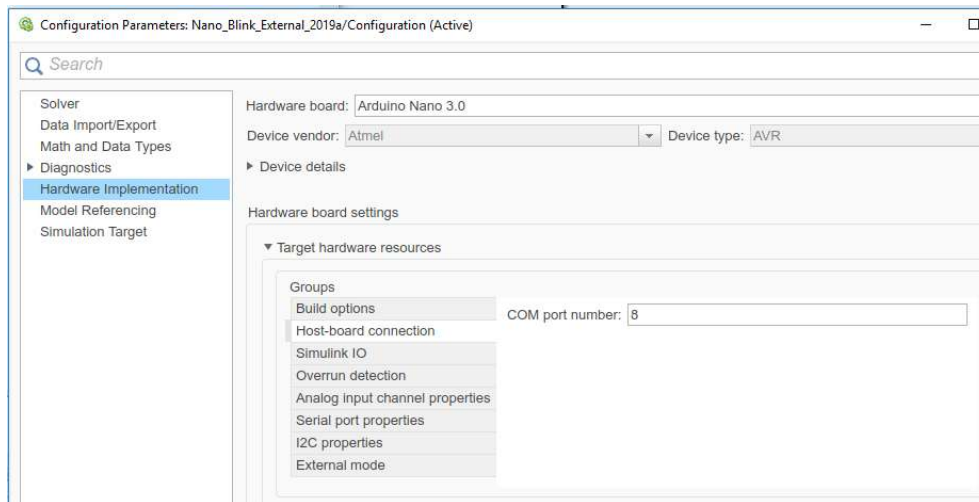 Configuration Parameters: Nano_Blink_External_2019a/Configuration (Active)
Search
Solver
Data Import/Export
Math and Data Types
Diagnostics
Hardware Implementation
Model Referencing
Simulation Target
Hardware board: Arduino Nano 3.0
Device vendor: Atmel Device type: AVR
Device details
Hardware board settings
Target hardware resources
Groups
Build options
Host-board connection
Simulink IO
Overrun detection
Analog input channel properties
Serial port properties
I2C properties
External mode
COM port number: 8